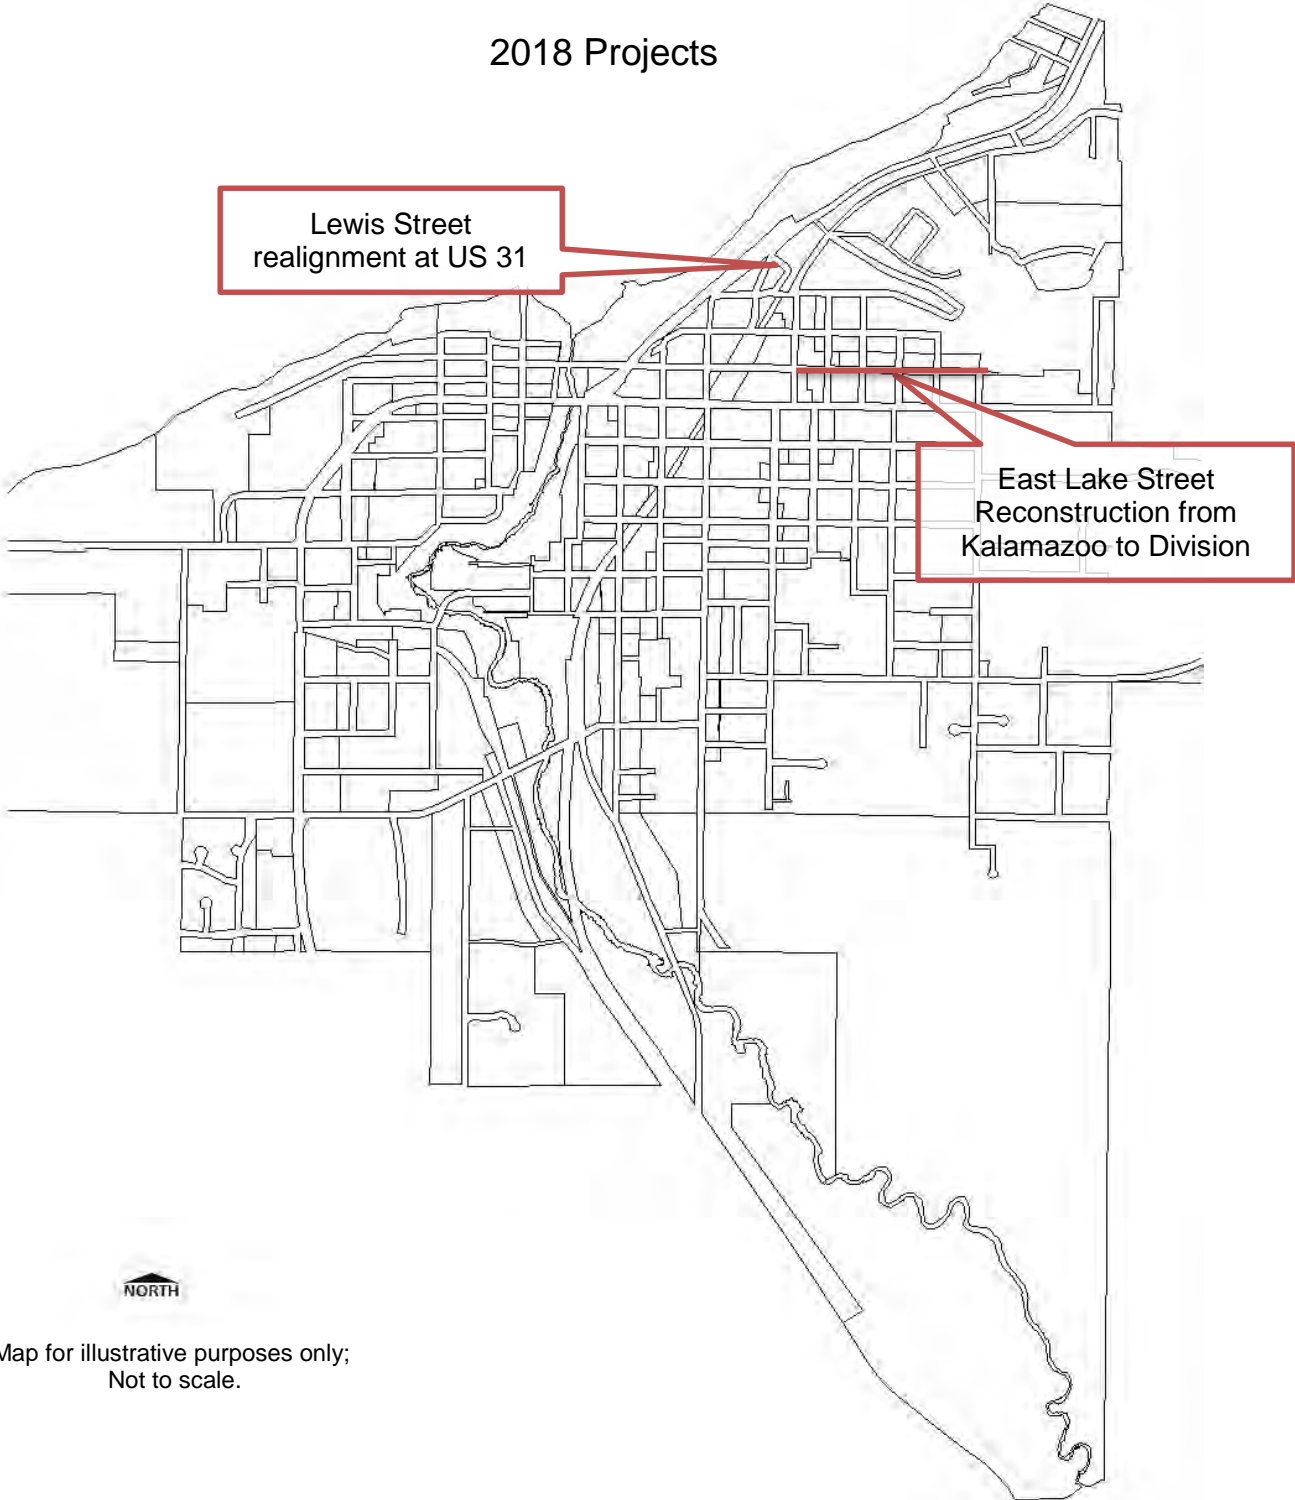 2018 Projects
Lewis Street
realignment at US 31
East Lake Street
Reconstruction from
Kalamazoo to Division
NORTH
Map for illustrative purposes only;
Not to scale.